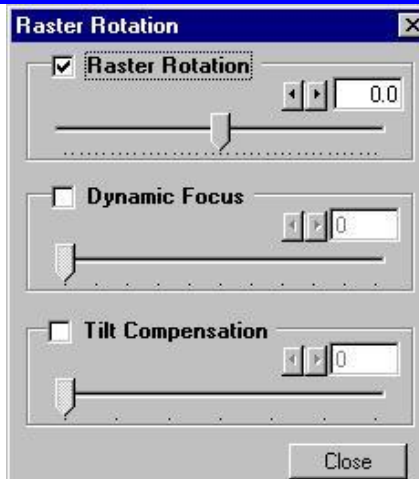 Raster Rotation
Raster Rotation
0.0
Dynamic Focus
0
Tilt Compensation
0
Close